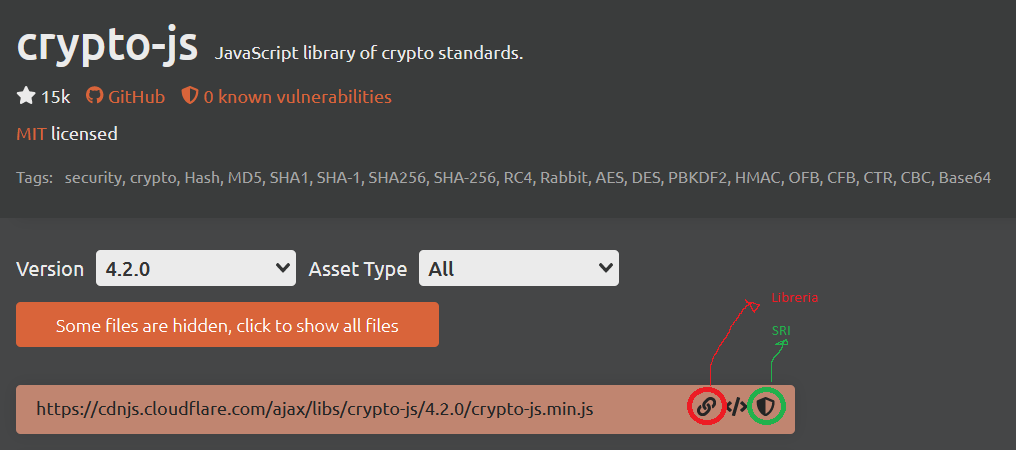 crypto-js JavaScript library of crypto standards.
15k GitHub 0 known vulnerabilities
MIT licensed
Tags: security, crypto, Hash, MD5, SHA1, SHA-1, SHA256, SHA-256, RC4, Rabbit, AES, DES, PBKDF2, HMAC, OFB, CFB, CTR, CBC, Base64
Version 4.2.0 Asset Type All
Some files are hidden, click to show all files
Libreria
SRI
https://cdnjs.cloudflare.com/ajax/libs/crypto-js/4.2.0/crypto-js.min.js </>